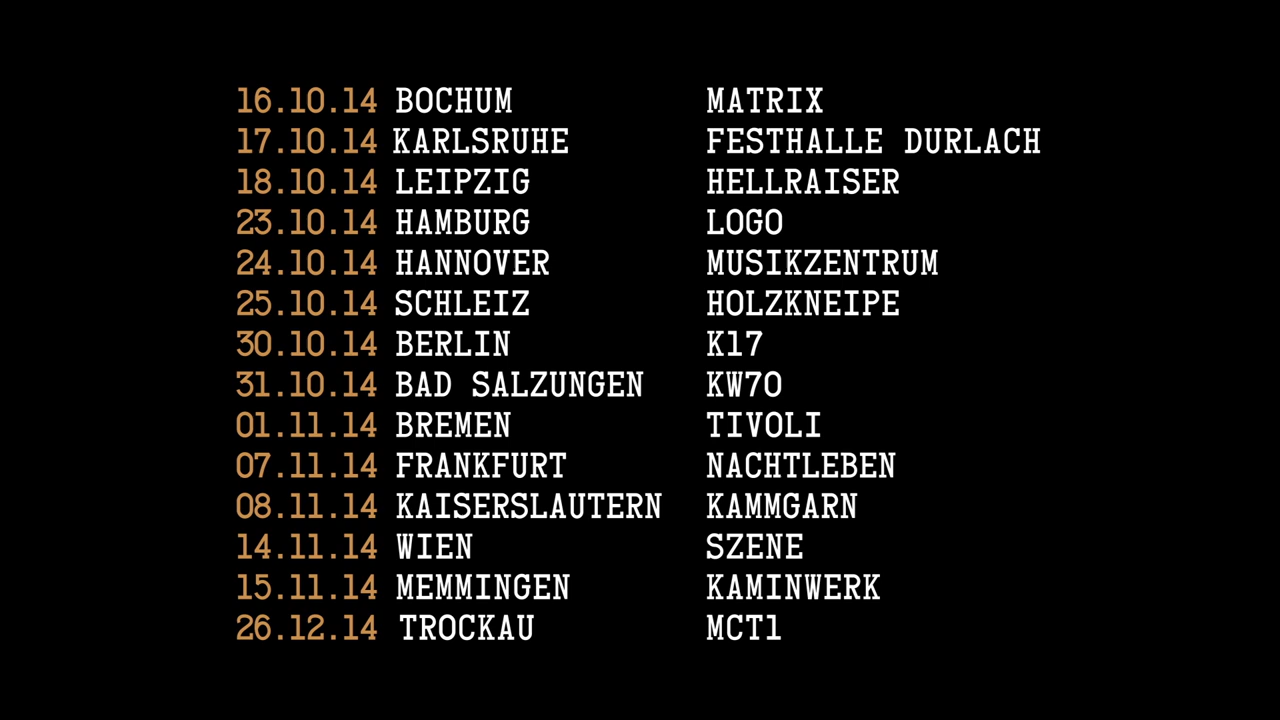 16.10.14 BOCHUM MATRIX
17.10.14 KARLSRUHE FESTHALLE DURLACH
18.10.14 LEIPZIG HELLRAISER
23.10.14 HAMBURG LOGO
24.10.14 HANNOVER MUSIKZENTRUM
25.10.14 SCHLEIZ HOLZKNEIPE
30.10.14 BERLIN K17
31.10.14 BAD SALZUNGEN KW70
01.11.14 BREMEN TIVOLI
07.11.14 FRANKFURT NACHTLEBEN
08.11.14 KAISERSLAUTERN KAMMGARN
14.11.14 WIEN SZENE
15.11.14 MEMMINGEN KAMINWERK
26.12.14 TROCKAU MCT1